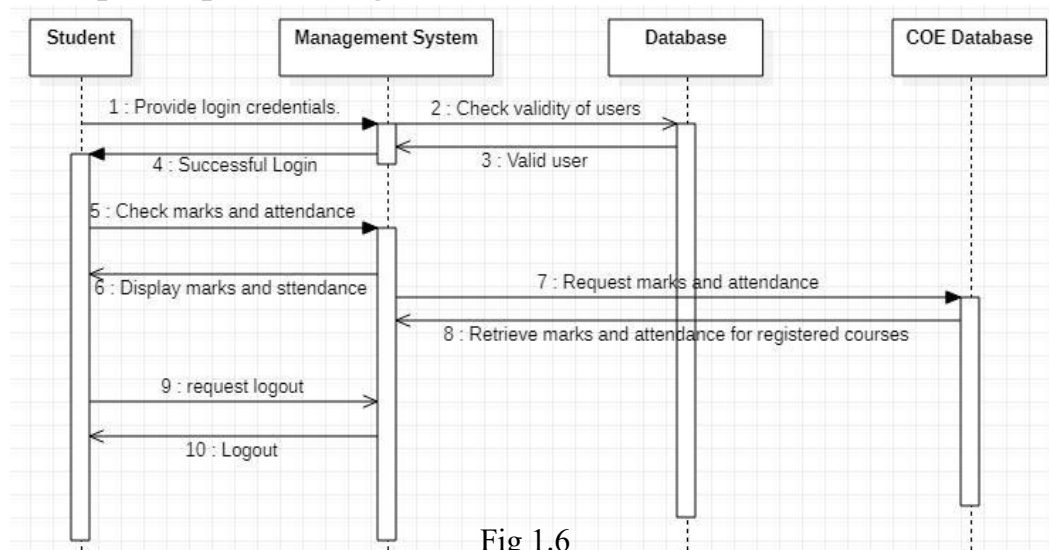 Student
Management System
Database
COE Database
1 : Provide login credentials.
2 : Check validity of users
3 : Valid user
4 : Successful Login
5 : Check marks and attendance
6 : Display marks and sttendance
7 : Request marks and attendance
8 : Retrieve marks and attendance for registered courses
9 : request logout
10 : Logout
Fig 1.6